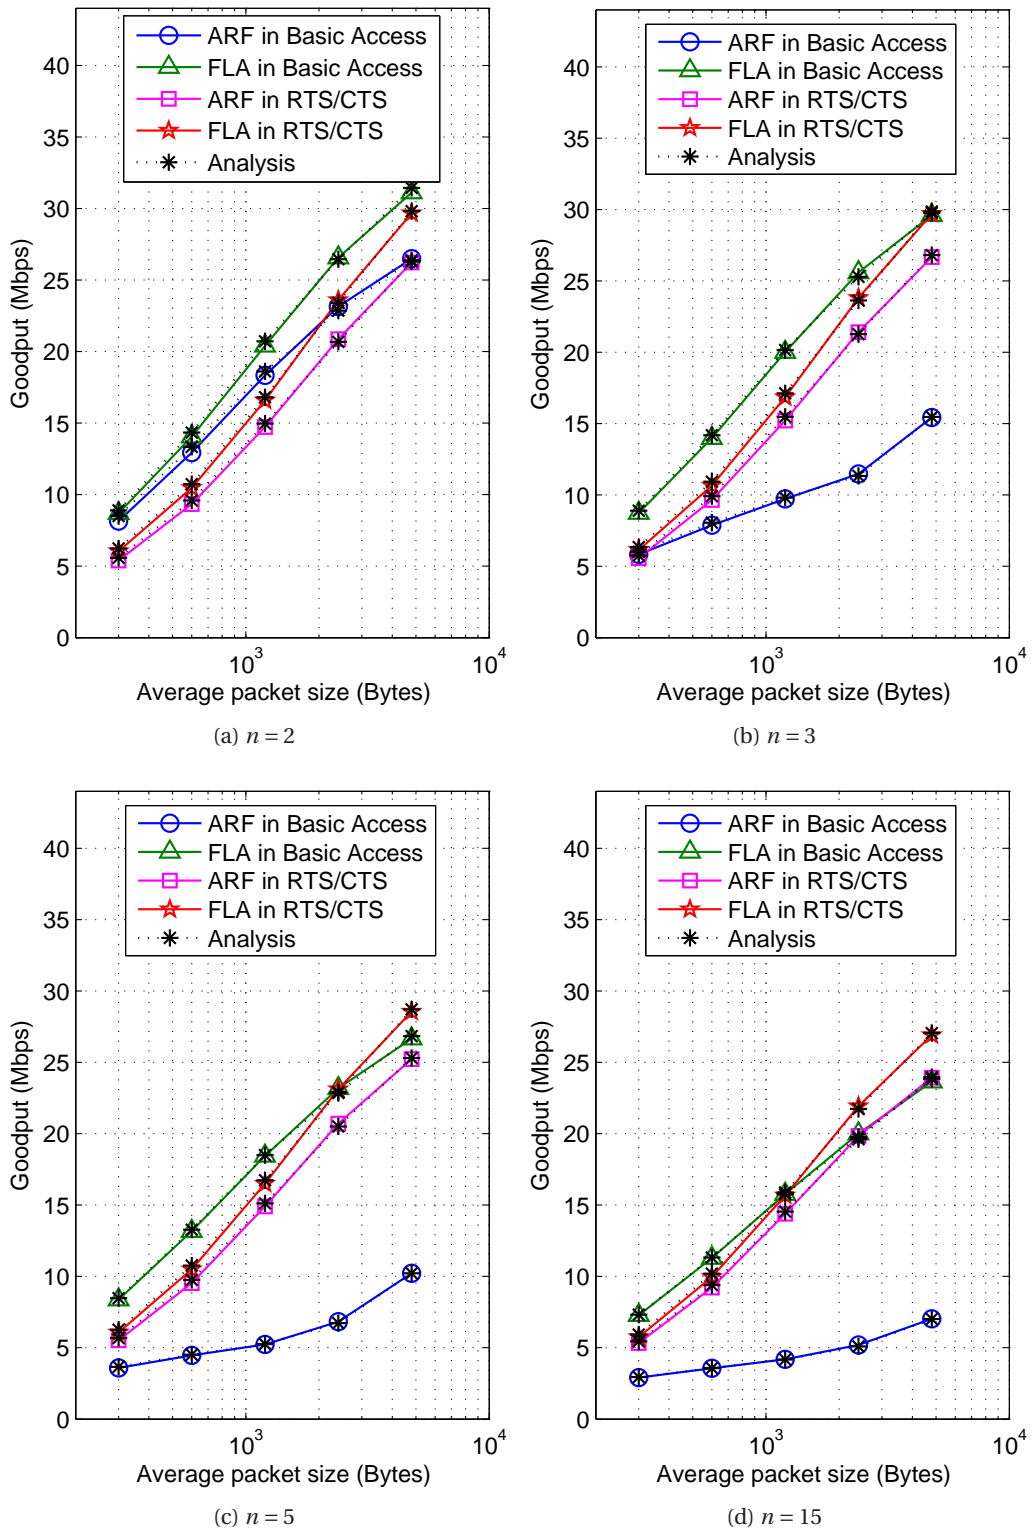 ARF in Basic Access
FLA in Basic Access
ARF in RTS/CTS
FLA in RTS/CTS
Analysis
40
35
30
25
20
15
10
5
0
Goodput (Mbps)
10^3
10^4
Average packet size (Bytes)
(a) n = 2
ARF in Basic Access
FLA in Basic Access
ARF in RTS/CTS
FLA in RTS/CTS
Analysis
40
35
30
25
20
15
10
5
0
Goodput (Mbps)
10^3
10^4
Average packet size (Bytes)
(b) n = 3
ARF in Basic Access
FLA in Basic Access
ARF in RTS/CTS
FLA in RTS/CTS
Analysis
40
35
30
25
20
15
10
5
0
Goodput (Mbps)
10^3
10^4
Average packet size (Bytes)
(c) n = 5
ARF in Basic Access
FLA in Basic Access
ARF in RTS/CTS
FLA in RTS/CTS
Analysis
40
35
30
25
20
15
10
5
0
Goodput (Mbps)
10^3
10^4
Average packet size (Bytes)
(d) n = 15